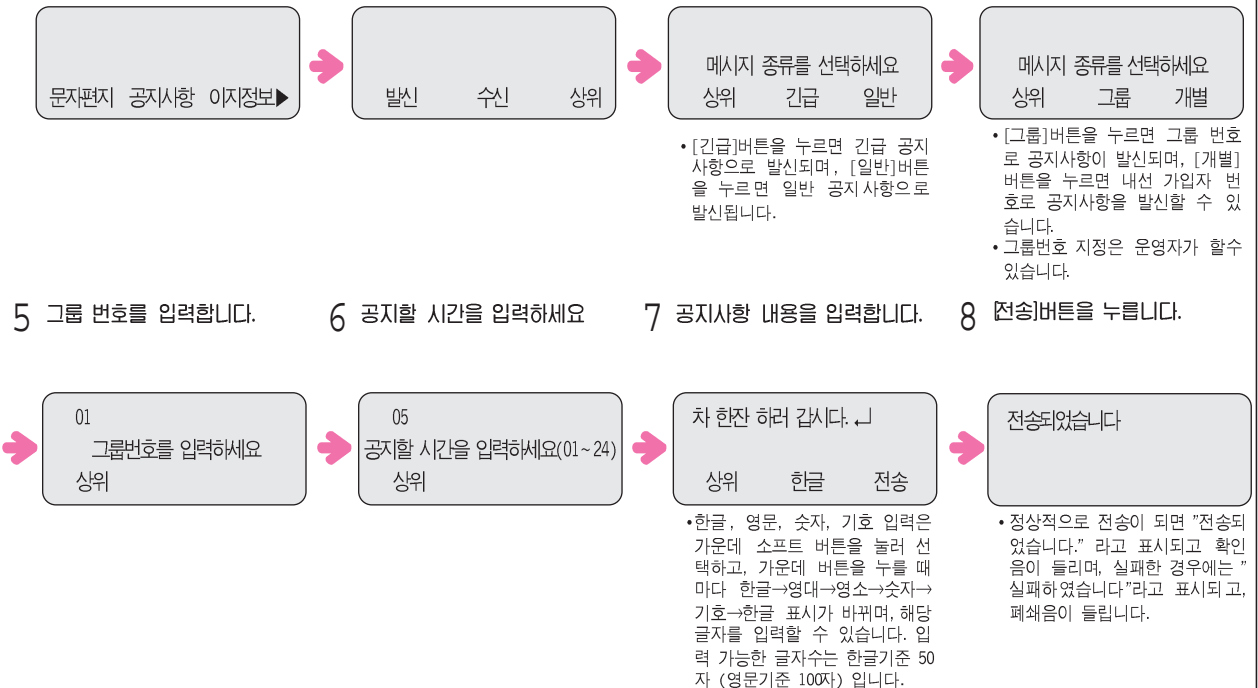 문자편지 공지사항 이지정보▶
발신 수신 상위
메시지 종류를 선택하세요
상위 긴급 일반
메시지 종류를 선택하세요
상위 그룹 개별
• [긴급]버튼을 누르면 긴급 공지
사항으로 발신되며, [일반]버튼
을 누르면 일반 공지사항으로
발신됩니다.
• [그룹]버튼을 누르면 그룹 번호
로 공지사항이 발신되며, [개별]
버튼을 누르면 내선 가입자 번
호로 공지사항을 발신할 수 있
습니다.
• 그룹번호 지정은 운영자가 할수
있습니다.
5 그룹 번호를 입력합니다.
6 공지할 시간을 입력하세요
7 공지사항 내용을 입력합니다.
8 [전송]버튼을 누릅니다.
01
그룹번호를 입력하세요
상위
05
공지할 시간을 입력하세요(01~24)
상위
차 한잔 하러 갑시다.↵
상위 한글 전송
전송되었습니다
•한글, 영문, 숫자, 기호 입력은
가운데 소프트 버튼을 눌러 선
택하고, 가운데 버튼을 누를 때
마다 한글→영대→영소→숫자→
기호→한글 표시가 바뀌며, 해당
글자를 입력할 수 있습니다. 입
력 가능한 글자수는 한글기준 50
자 (영문기준 100자) 입니다.
• 정상적으로 전송이 되면 "전송되
었습니다." 라고 표시되고 확인
음이 들리며, 실패한 경우에는 "
실패하였습니다"라고 표시되고,
폐쇄음이 들립니다.